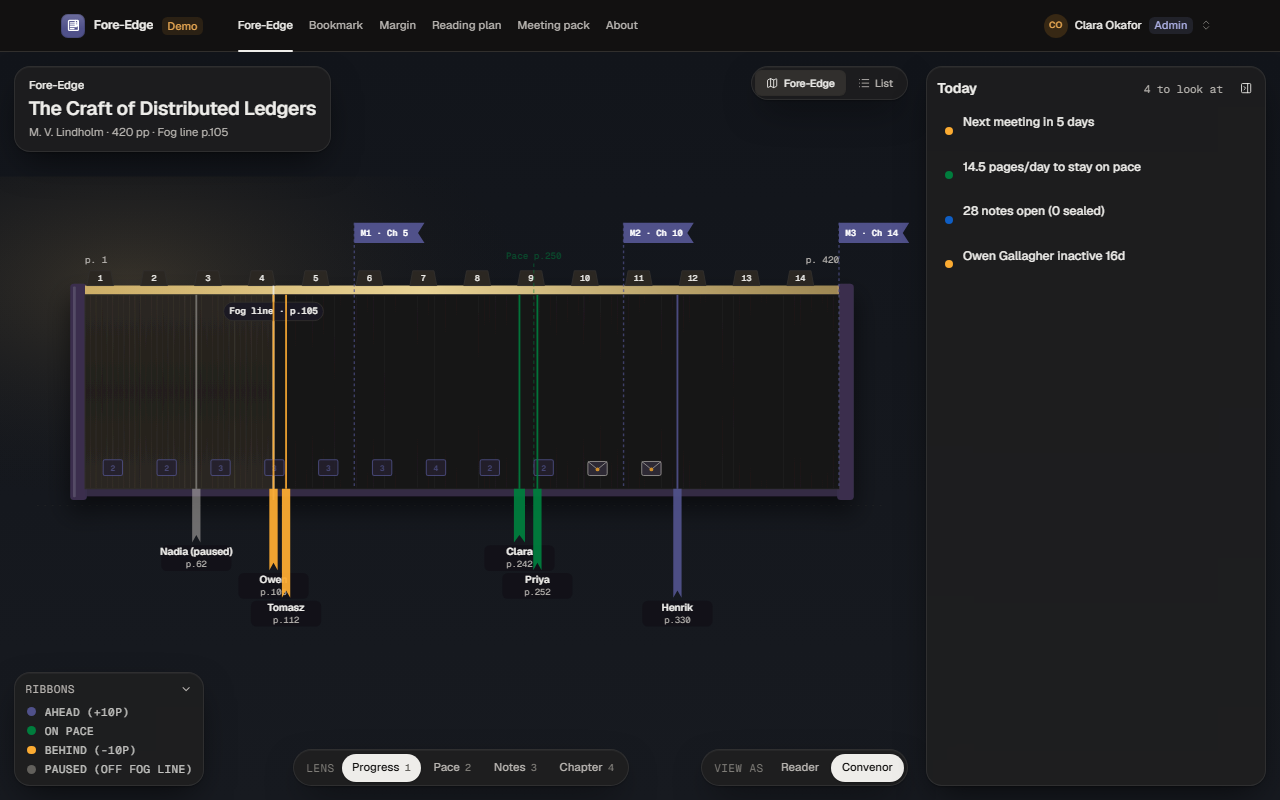 Fore-Edge Demo Fore-Edge Bookmark Margin Reading plan Meeting pack About CO Clara Okafor Admin
Fore-Edge
The Craft of Distributed Ledgers
M. V. Lindholm · 420 pp · Fog line p.105
Fore-Edge List
Today 4 to look at
Next meeting in 5 days
14.5 pages/day to stay on pace
28 notes open (0 sealed)
Owen Gallagher inactive 16d
M1 · Ch 5 M2 · Ch 10 M3 · Ch 14
p. 1 Pace p.250 p. 420
1 2 3 4 5 6 7 8 9 10 11 12 13 14
Fog line · p.105
2 2 3 3 3 4 2 2
Nadia (paused)
p.62
Clara
p.242
Owen
Priya
p.252
Tomasz
p.112
Henrik
p.330
RIBBONS
AHEAD (+10P)
ON PACE
BEHIND (-10P)
PAUSED (OFF FOG LINE)
LENS Progress 1 Pace 2 Notes 3 Chapter 4
VIEW AS Reader Convenor